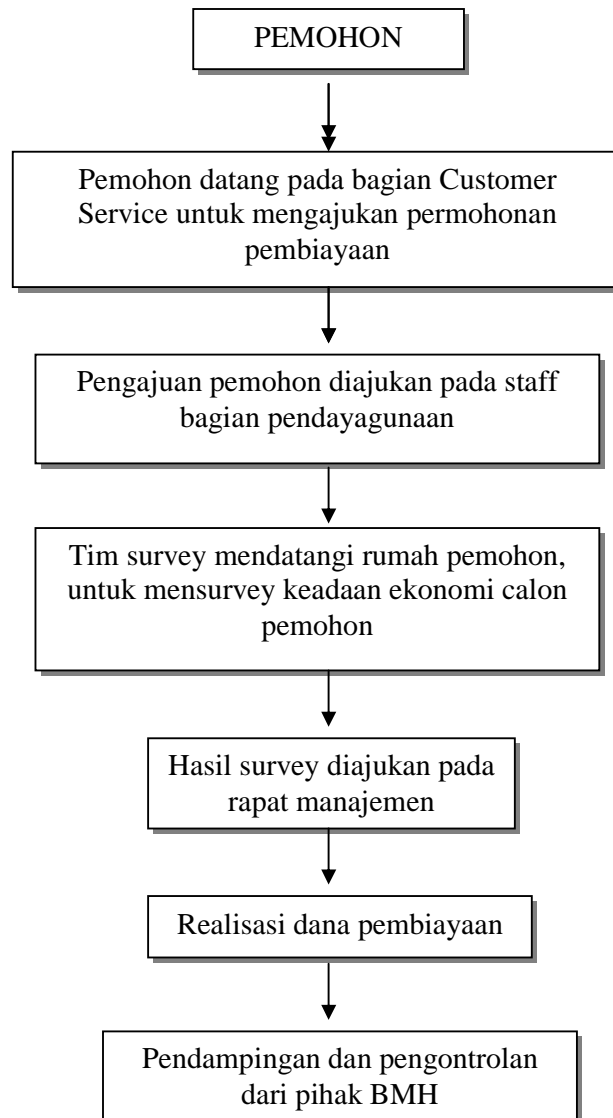 PEMOHON
Pemohon datang pada bagian Customer
Service untuk mengajukan permohonan
pembiayaan
Pengajuan pemohon diajukan pada staff
bagian pendayagunaan
Tim survey mendatangi rumah pemohon,
untuk mensurvey keadaan ekonomi calon
pemohon
Hasil survey diajukan pada
rapat manajemen
Realisasi dana pembiayaan
Pendampingan dan pengontrolan
dari pihak BMH